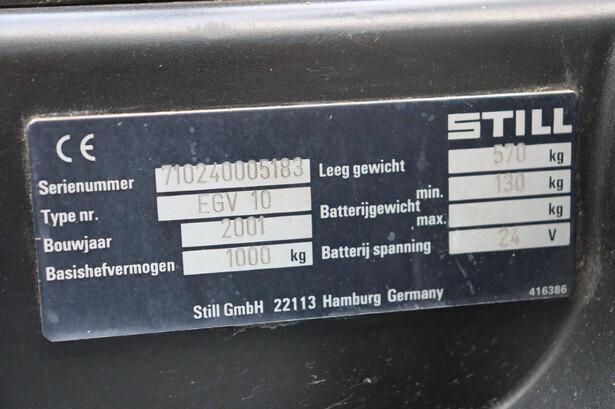 CE
STILL
Serienummer 710240005183
Type nr. EGV 10
Bouwjaar 2001
Basishefvermogen 1000 kg
Leeg gewicht 570 kg
min. 130 kg
Batterijgewicht
max. kg
Batterij spanning 24 V
Still GmbH 22113 Hamburg Germany
416386